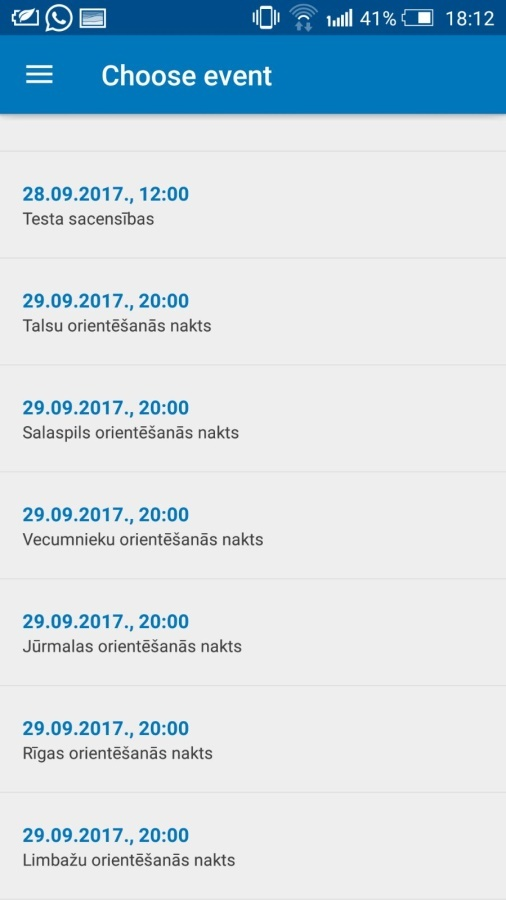 41% 18:12
Choose event
28.09.2017., 12:00
Testa sacensības
29.09.2017., 20:00
Talsu orientēšanās nakts
29.09.2017., 20:00
Salaspils orientēšanās nakts
29.09.2017., 20:00
Vecumnieku orientēšanās nakts
29.09.2017., 20:00
Jūrmalas orientēšanās nakts
29.09.2017., 20:00
Rīgas orientēšanās nakts
29.09.2017., 20:00
Limbažu orientēšanās nakts